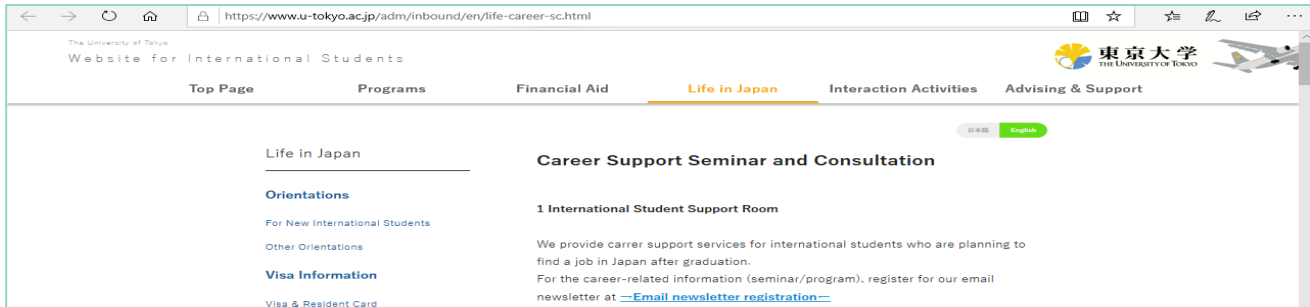 https://www.u-tokyo.ac.jp/adm/inbound/en/life-career-sc.html
The University of Tokyo
Website for International Students
東京大学
THE UNIVERSITY OF TOKYO
Top Page Programs Financial Aid Life in Japan Interaction Activities Advising & Support
日本語 English
Life in Japan
Career Support Seminar and Consultation
Orientations
1 International Student Support Room
For New International Students
Other Orientations
We provide carrer support services for international students who are planning to
find a job in Japan after graduation.
Visa Information
For the career-related information (seminar/program), register for our email
newsletter at —Email newsletter registration—
Visa & Resident Card